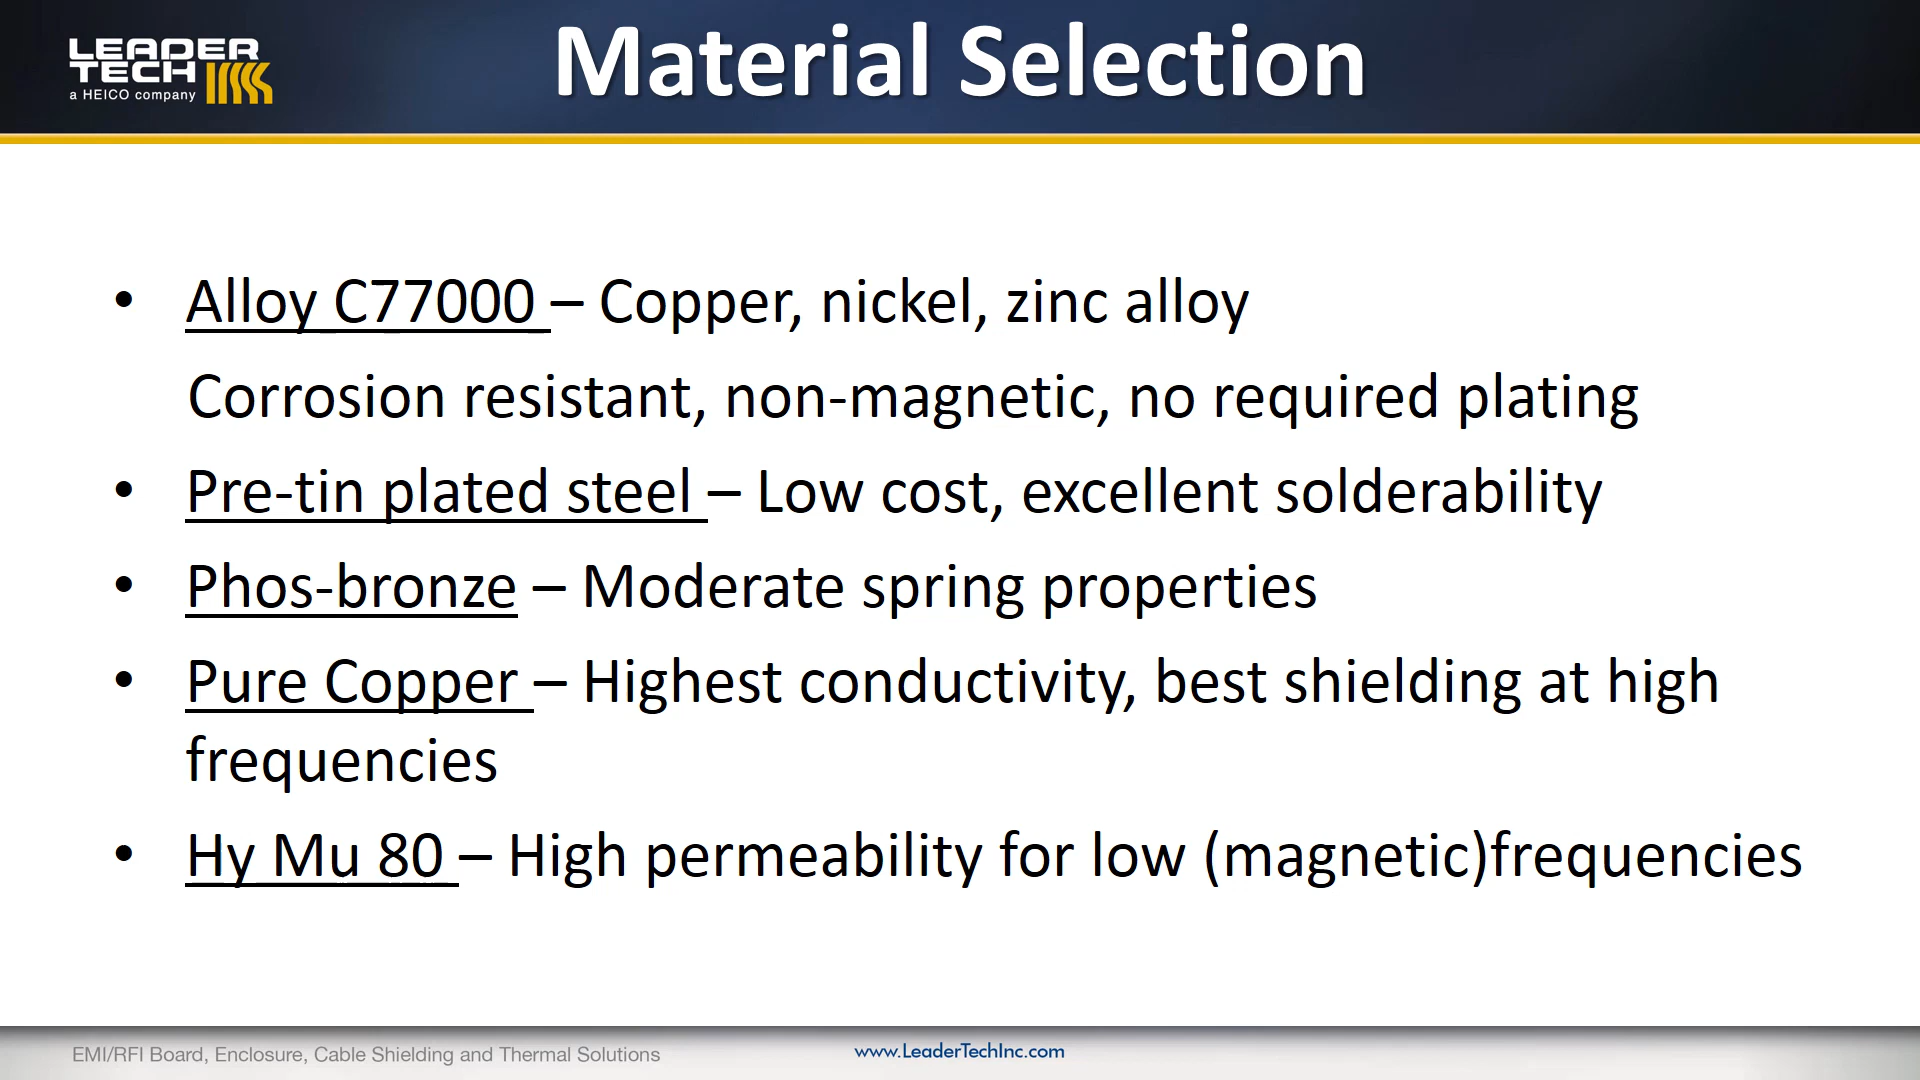 LEADER
TECH
a HEICO company
Material Selection
• Alloy C77000 – Copper, nickel, zinc alloy
Corrosion resistant, non-magnetic, no required plating
• Pre-tin plated steel – Low cost, excellent solderability
• Phos-bronze – Moderate spring properties
• Pure Copper – Highest conductivity, best shielding at high
frequencies
• Hy Mu 80 – High permeability for low (magnetic)frequencies
EMI/RFI Board, Enclosure, Cable Shielding and Thermal Solutions
www.LeaderTechInc.com